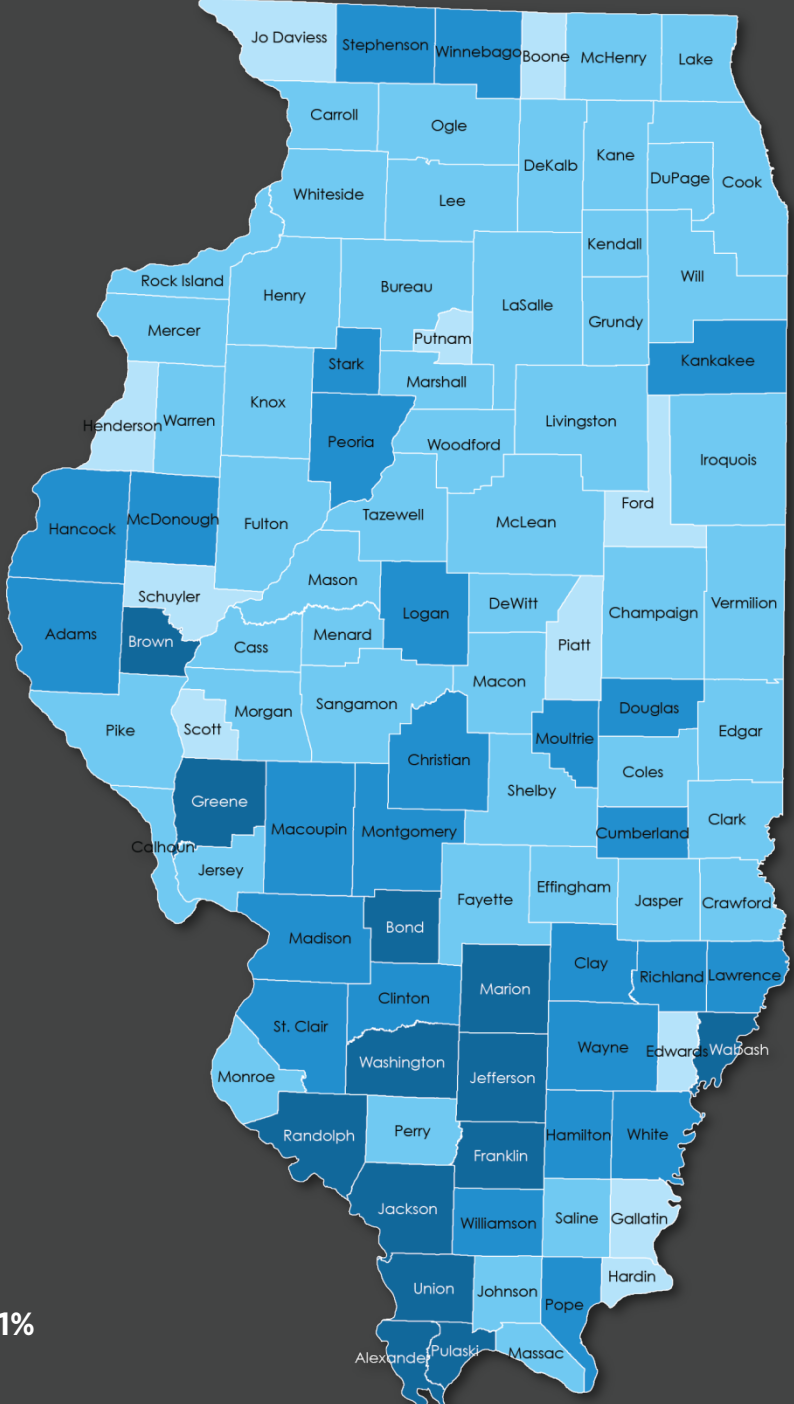 Jo Daviess
Stephenson
Winnebago
Boone
McHenry
Lake
Carroll
Ogle
DeKalb
Kane
DuPage
Cook
Whiteside
Lee
Kendall
Will
Rock Island
Henry
Bureau
LaSalle
Grundy
Mercer
Putnam
Kankakee
Stark
Marshall
Knox
Henderson
Warren
Peoria
Woodford
Livingston
Iroquois
Ford
Hancock
McDonough
Fulton
Tazewell
McLean
Mason
Schuyler
Logan
DeWitt
Champaign
Vermilion
Adams
Brown
Cass
Menard
Piatt
Macon
Pike
Scott
Morgan
Sangamon
Douglas
Edgar
Moultrie
Christian
Coles
Shelby
Greene
Macoupin
Montgomery
Cumberland
Clark
Calhoun
Jersey
Fayette
Effingham
Jasper
Crawford
Bond
Madison
Clay
Richland
Lawrence
Marion
Clinton
St. Clair
Wayne
Edwards
Wabash
Washington
Monroe
Jefferson
Randolph
Perry
Hamilton
White
Franklin
Jackson
Williamson
Saline
Gallatin
Hardin
Union
Johnson
Pope
1%
Alexander
Pulaski
Massac